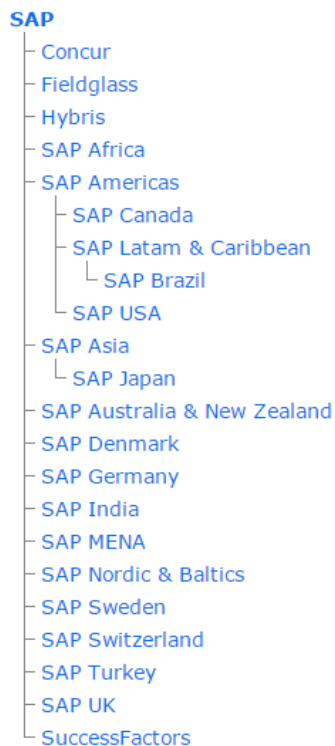 SAP
Concur
Fieldglass
Hybris
SAP Africa
SAP Americas
SAP Canada
SAP Latam & Caribbean
SAP Brazil
SAP USA
SAP Asia
SAP Japan
SAP Australia & New Zealand
SAP Denmark
SAP Germany
SAP India
SAP MENA
SAP Nordic & Baltics
SAP Sweden
SAP Switzerland
SAP Turkey
SAP UK
SuccessFactors